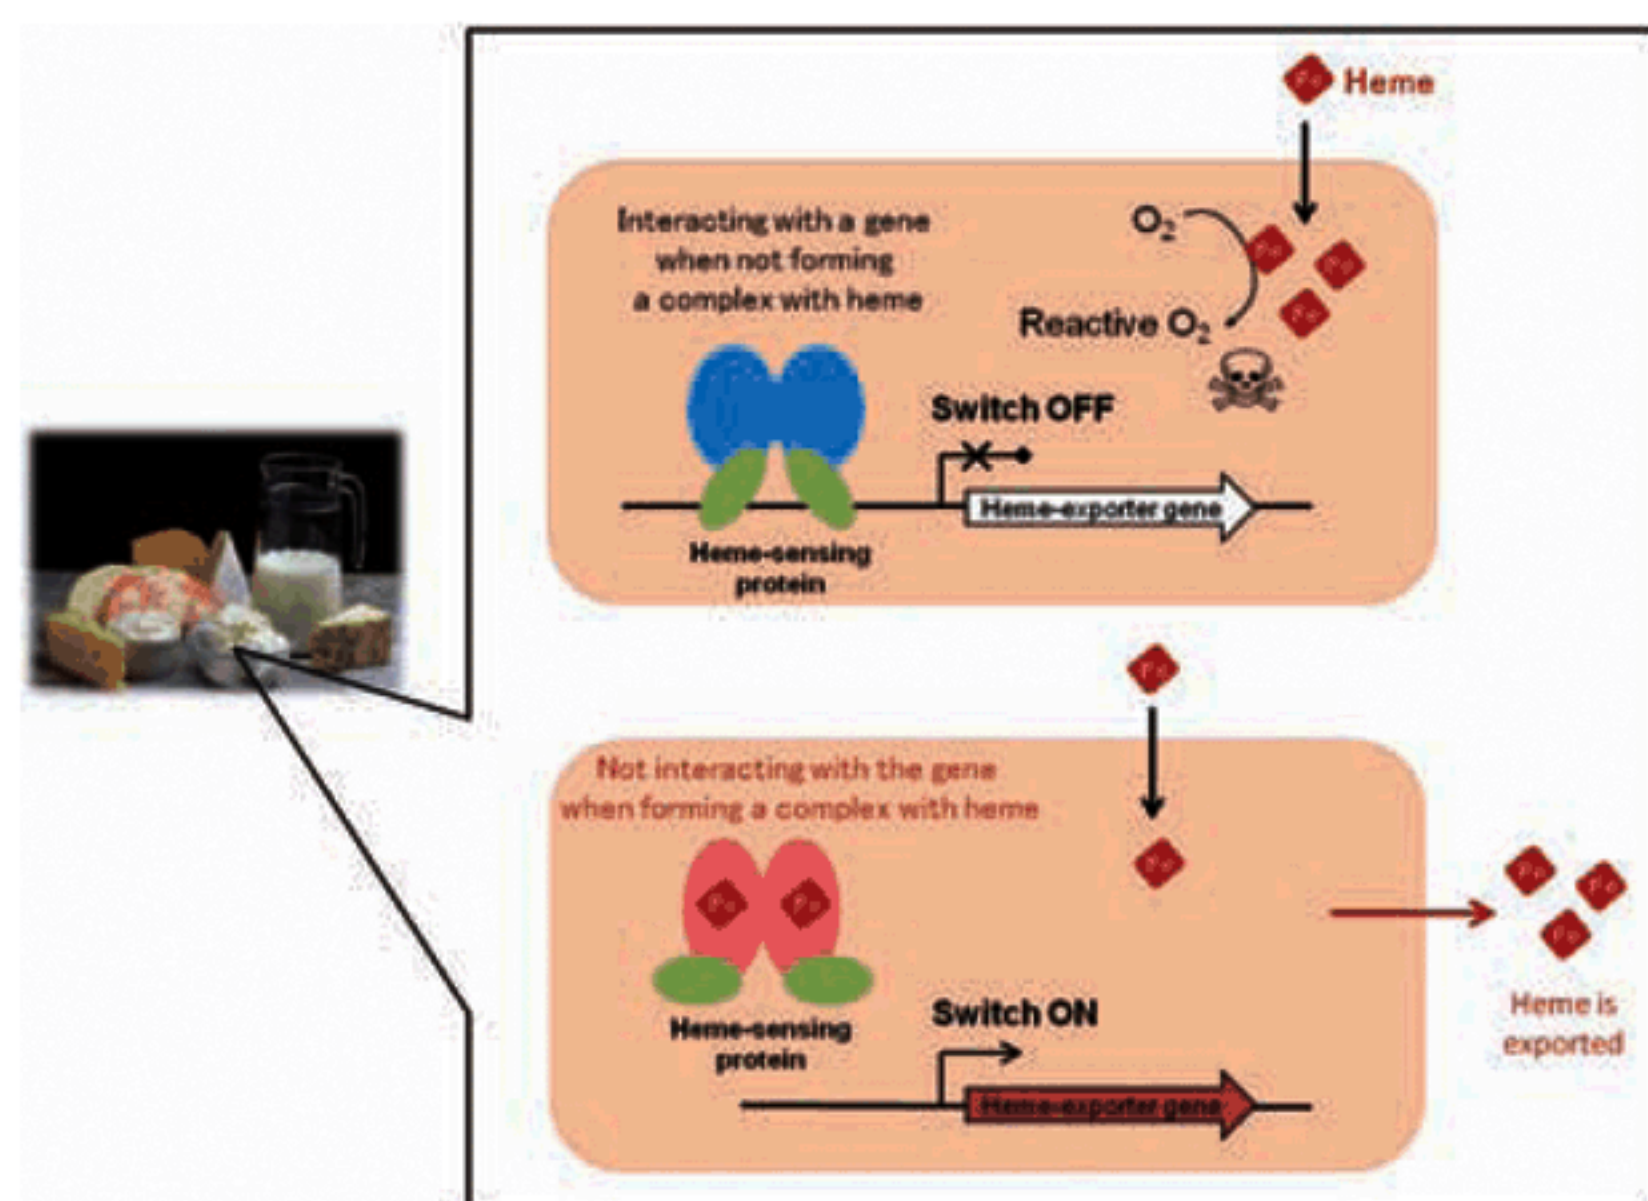 Heme
Interacting with a gene
when not forming
a complex with heme
O2
Reactive O2
Switch OFF
Heme-exporter gene
Heme-sensing
protein
Not interacting with the gene
when forming a complex with heme
Heme-sensing
protein
Switch ON
Heme-exporter gene
Heme is
exported